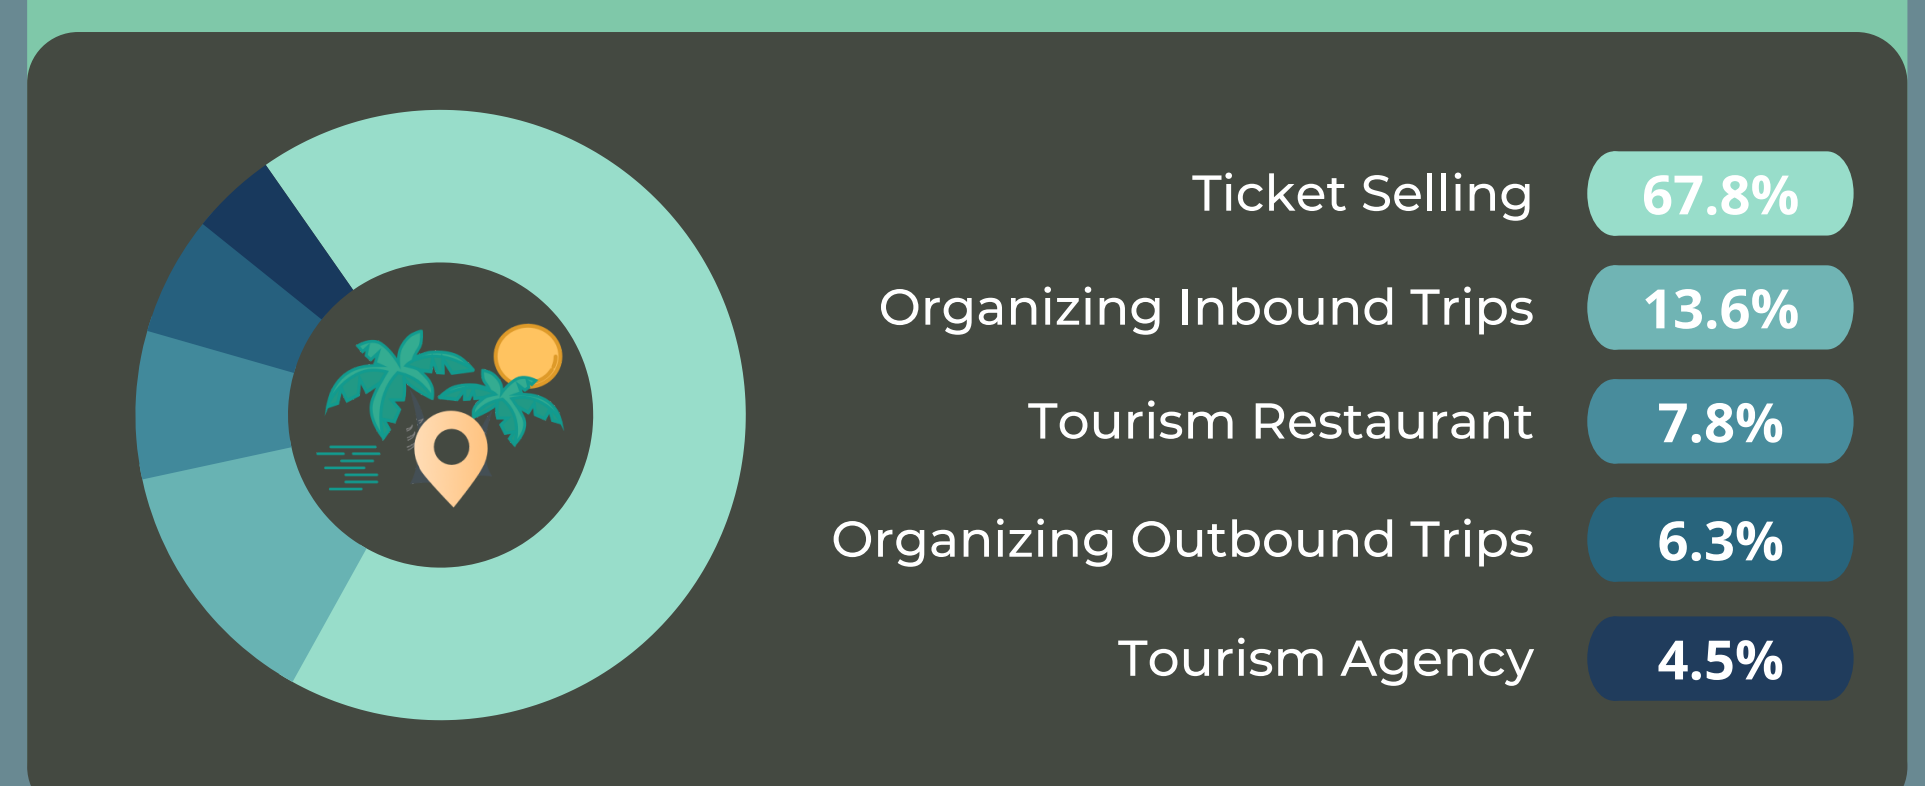 Ticket Selling 67.8%
Organizing Inbound Trips 13.6%
Tourism Restaurant 7.8%
Organizing Outbound Trips 6.3%
Tourism Agency 4.5%